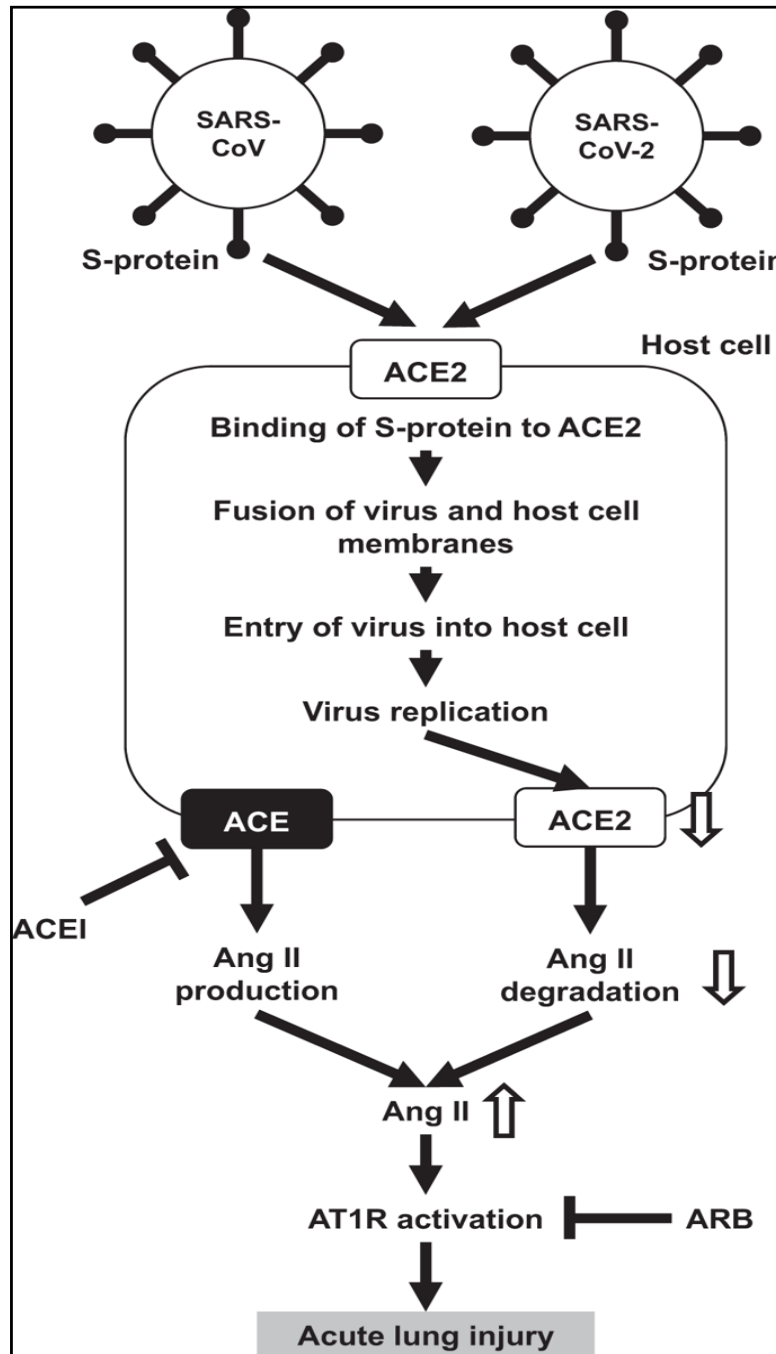 SARS-
CoV
SARS-
CoV-2
S-protein
S-protein
Host cell
ACE2
Binding of S-protein to ACE2
Fusion of virus and host cell
membranes
Entry of virus into host cell
Virus replication
ACE
ACE2
ACEI
Ang II
production
Ang II
degradation
Ang II
AT1R activation
ARB
Acute lung injury